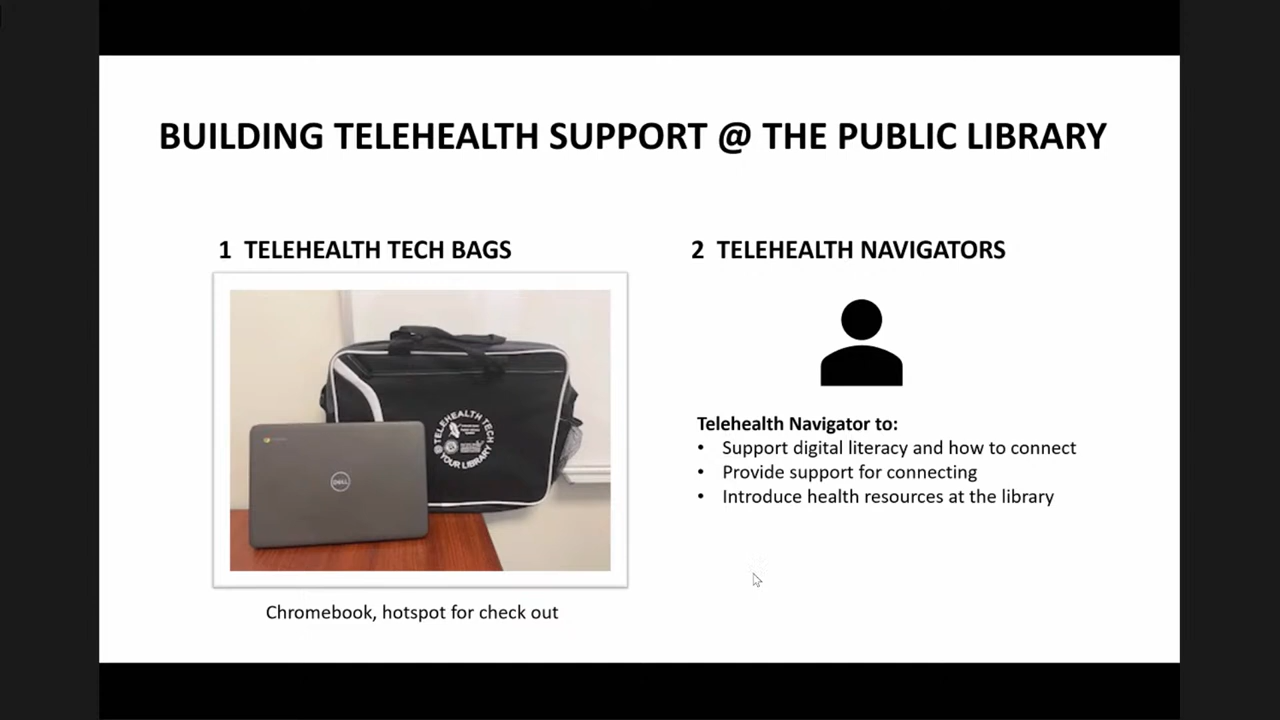 BUILDING TELEHEALTH SUPPORT @ THE PUBLIC LIBRARY
1 TELEHEALTH TECH BAGS
TELEHEALTH TECH
@ YOUR LIBRARY
DELL
Chromebook, hotspot for check out
2 TELEHEALTH NAVIGATORS
Telehealth Navigator to:
• Support digital literacy and how to connect
• Provide support for connecting
• Introduce health resources at the library